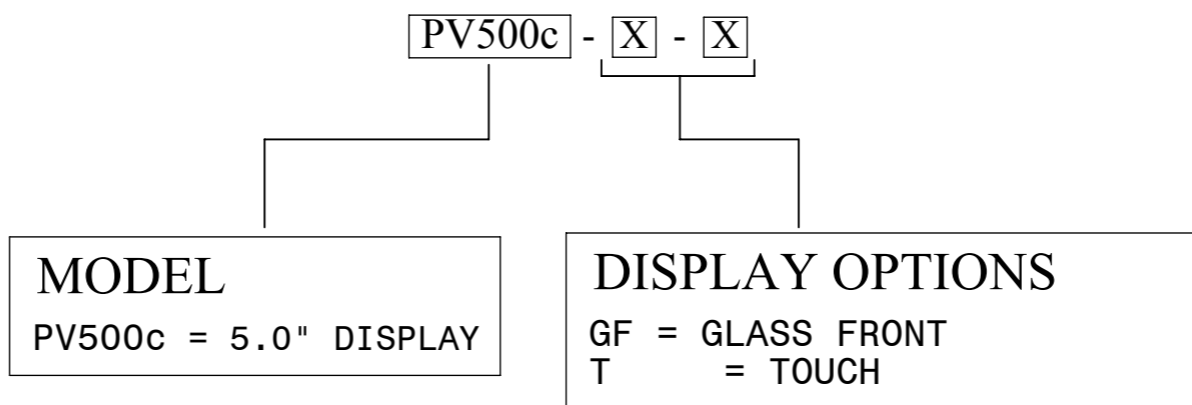 PV500c - X - X
MODEL
PV500c = 5.0" DISPLAY
DISPLAY OPTIONS
GF = GLASS FRONT
T = TOUCH